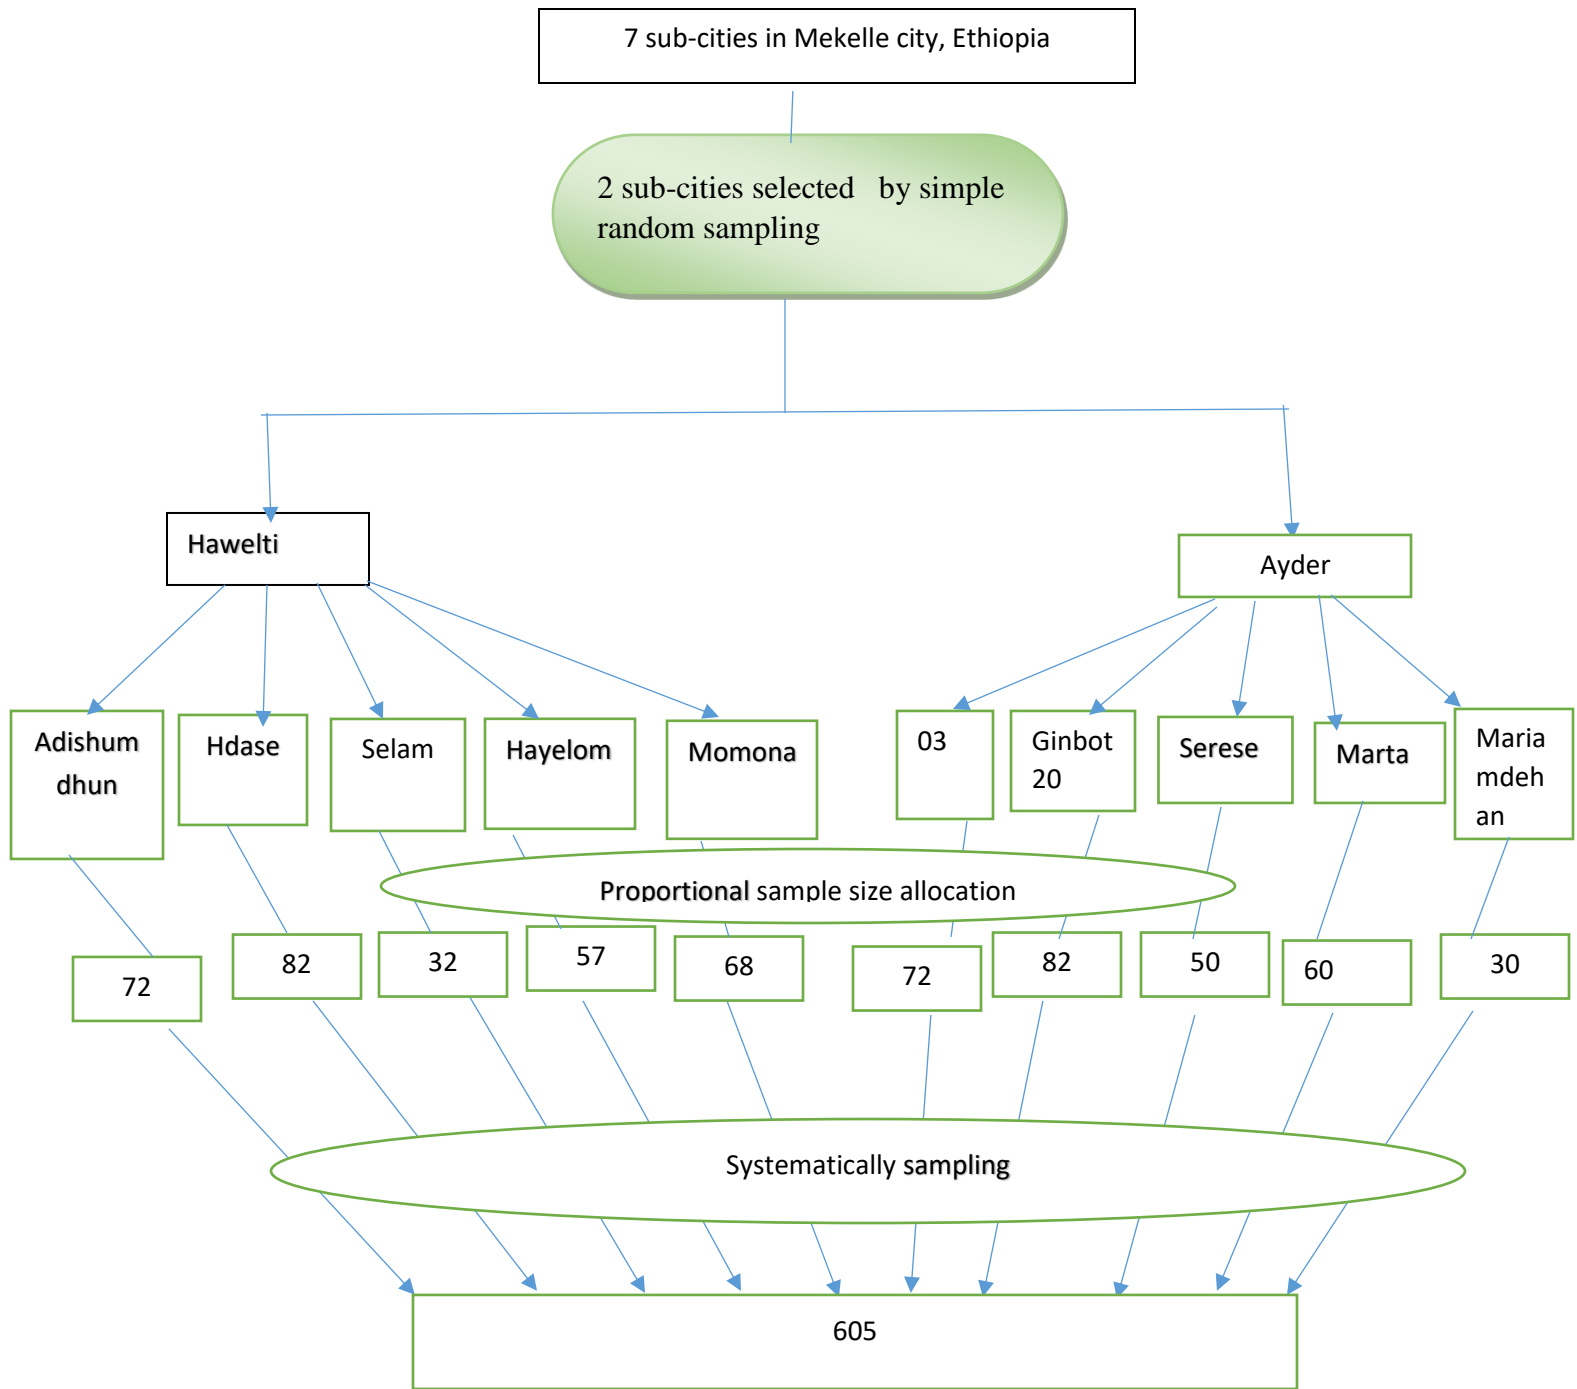 7 sub-cities in Mekelle city, Ethiopia
2 sub-cities selected by simple
random sampling
Hawelti
Ayder
Adishum
dhun
Hdase
Selam
Hayelom
Momona
03
Ginbot
20
Serese
Marta
Maria
mdeh
an
Proportional sample size allocation
72
82
32
57
68
72
82
50
60
30
Systematically sampling
605